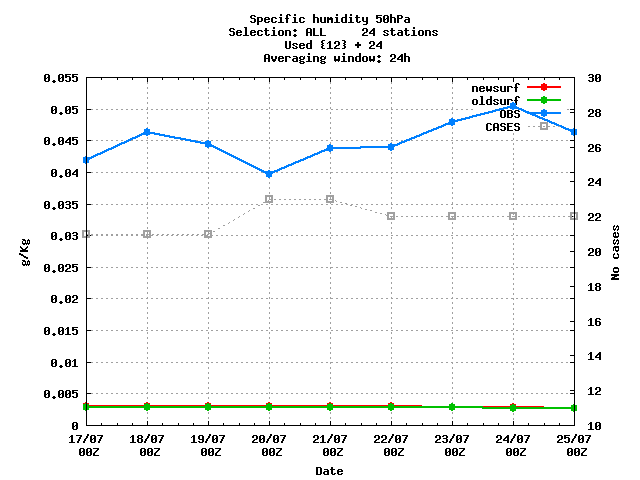 Specific humidity 50hPa
Selection: ALL 24 stations
Used {12} + 24
Averaging window: 24h
newsurf
oldsurf
OBS
CASES
0.055
0.05
0.045
0.04
0.035
0.03
0.025
0.02
0.015
0.01
0.005
0
g/Kg
30
28
26
24
22
20
18
16
14
12
10
No cases
17/07 18/07 19/07 20/07 21/07 22/07 23/07 24/07 25/07
00Z 00Z 00Z 00Z 00Z 00Z 00Z 00Z 00Z
Date